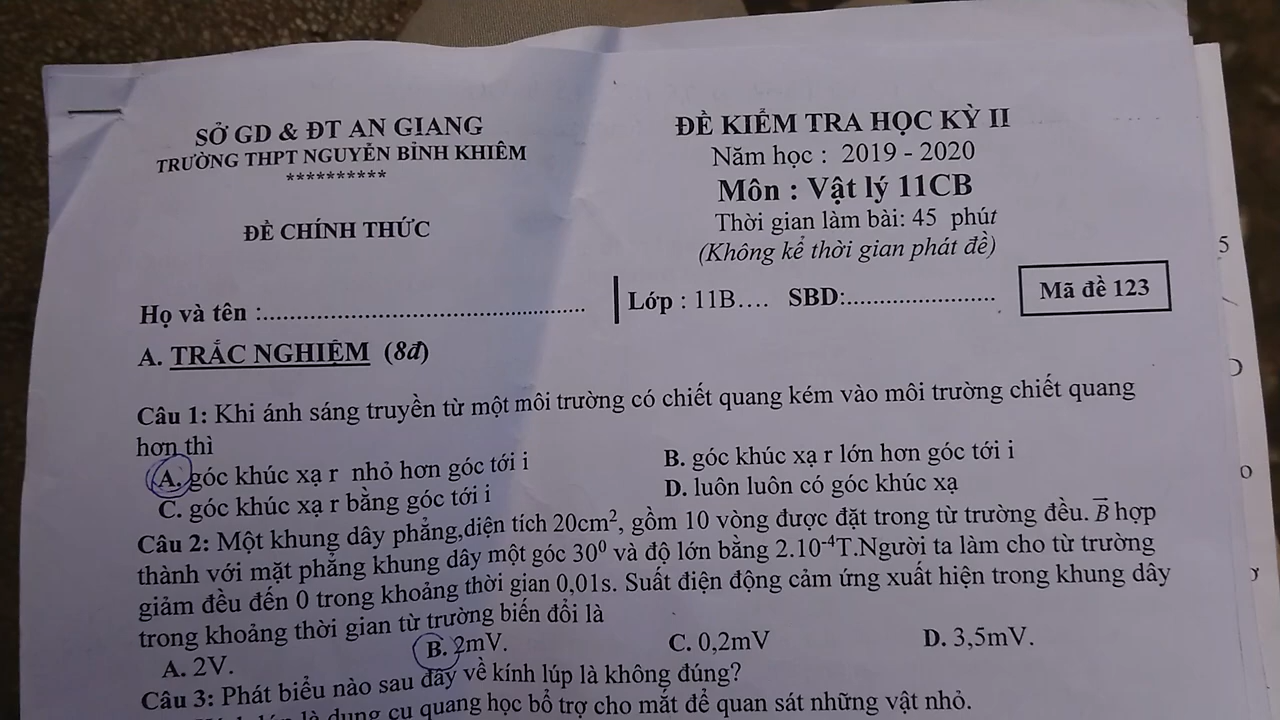 SỞ GD & ĐT AN GIANG
TRƯỜNG THPT NGUYỄN BỈNH KHIÊM
**********
ĐỀ CHÍNH THỨC
ĐỀ KIỂM TRA HỌC KỲ II
Năm học : 2019 - 2020
Môn : Vật lý 11CB
Thời gian làm bài: 45 phút
(Không kể thời gian phát đề)
Họ và tên :.................................................. Lớp : 11B.... SBD:.......................
Mã đề 123
A. TRẮC NGHIỆM (8đ)
Câu 1: Khi ánh sáng truyền từ một môi trường có chiết quang kém vào môi trường chiết quang
hơn thì
A. góc khúc xạ r nhỏ hơn góc tới i B. góc khúc xạ r lớn hơn góc tới i
C. góc khúc xạ r bằng góc tới i D. luôn luôn có góc khúc xạ
Câu 2: Một khung dây phẳng,diện tích 20cm², gồm 10 vòng được đặt trong từ trường đều. B⃗ hợp
thành với mặt phẳng khung dây một góc 30⁰ và độ lớn bằng 2.10⁻⁴T.Người ta làm cho từ trường
giảm đều đến 0 trong khoảng thời gian 0,01s. Suất điện động cảm ứng xuất hiện trong khung dây
trong khoảng thời gian từ trường biến đổi là
A. 2V. B. 2mV. C. 0,2mV D. 3,5mV.
Câu 3: Phát biểu nào sau đây về kính lúp là không đúng?
là dụng cụ quang học bổ trợ cho mắt để quan sát những vật nhỏ.
5